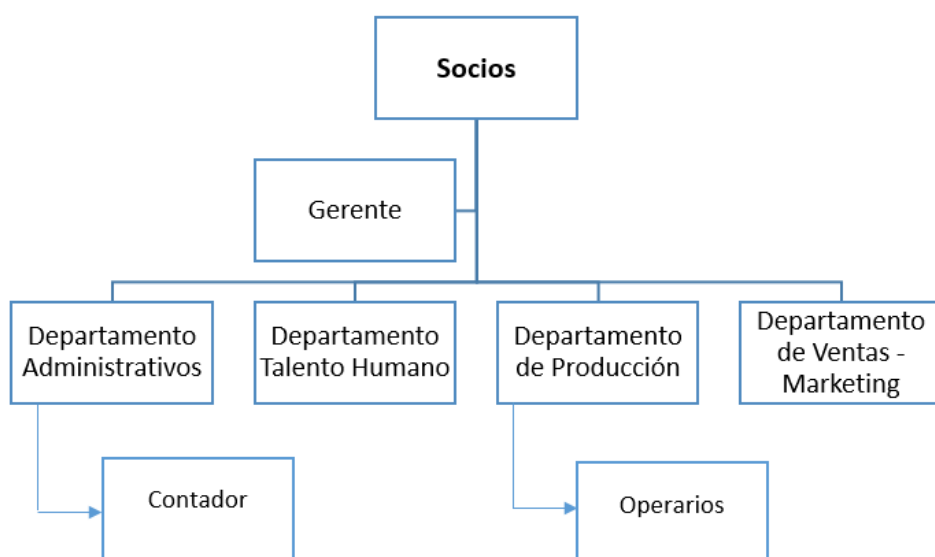 Socios
Gerente
Departamento
Administrativos
Departamento
Talento Humano
Departamento
de Producción
Departamento
de Ventas -
Marketing
Contador
Operarios